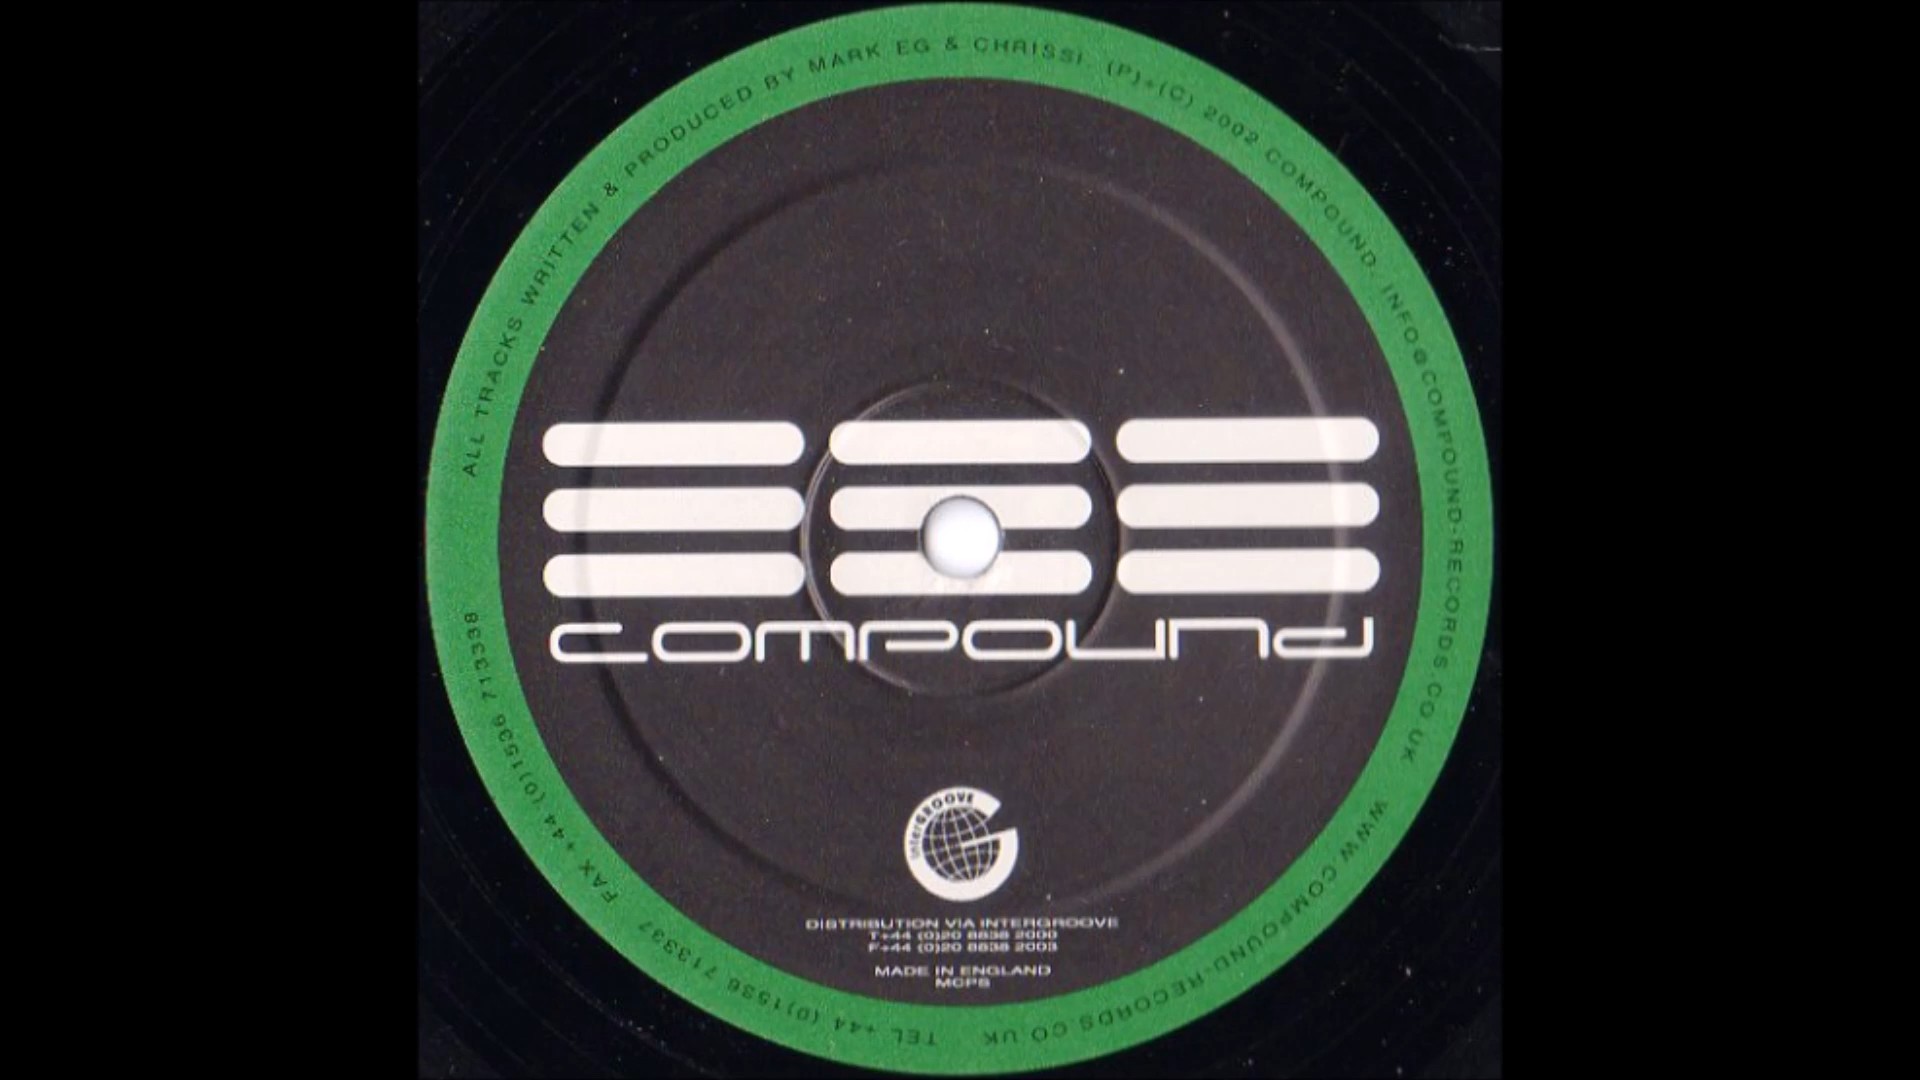 ALL TRACKS WRITTEN & PRODUCED BY MARK EG & CHRISSI. (P)+(C) 2002 COMPOUND. INFO@COMPOUND-RECORDS.CO.UK
WWW.COMPOUND-RECORDS.CO.UK TEL +44 (0)1536 713337 FAX +44 (0)1536 713338
COMPOUND
interGROOVE
DISTRIBUTION VIA INTERGROOVE
T+44 (0)20 8838 2000
F+44 (0)20 8838 2003
MADE IN ENGLAND
MCPS